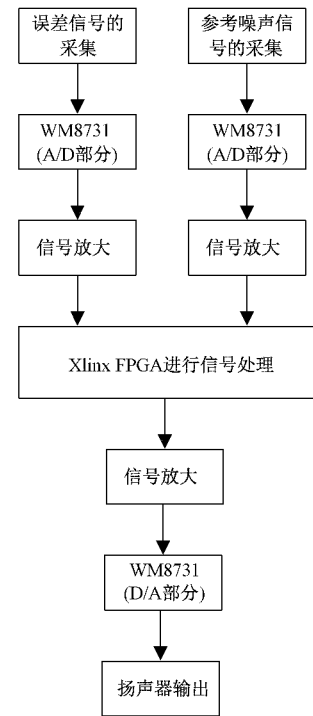 误差信号的
采集
参考噪声信
号的采集
WM8731
(A/D部分)
WM8731
(A/D部分)
信号放大
信号放大
Xlinx FPGA进行信号处理
信号放大
WM8731
(D/A部分)
扬声器输出